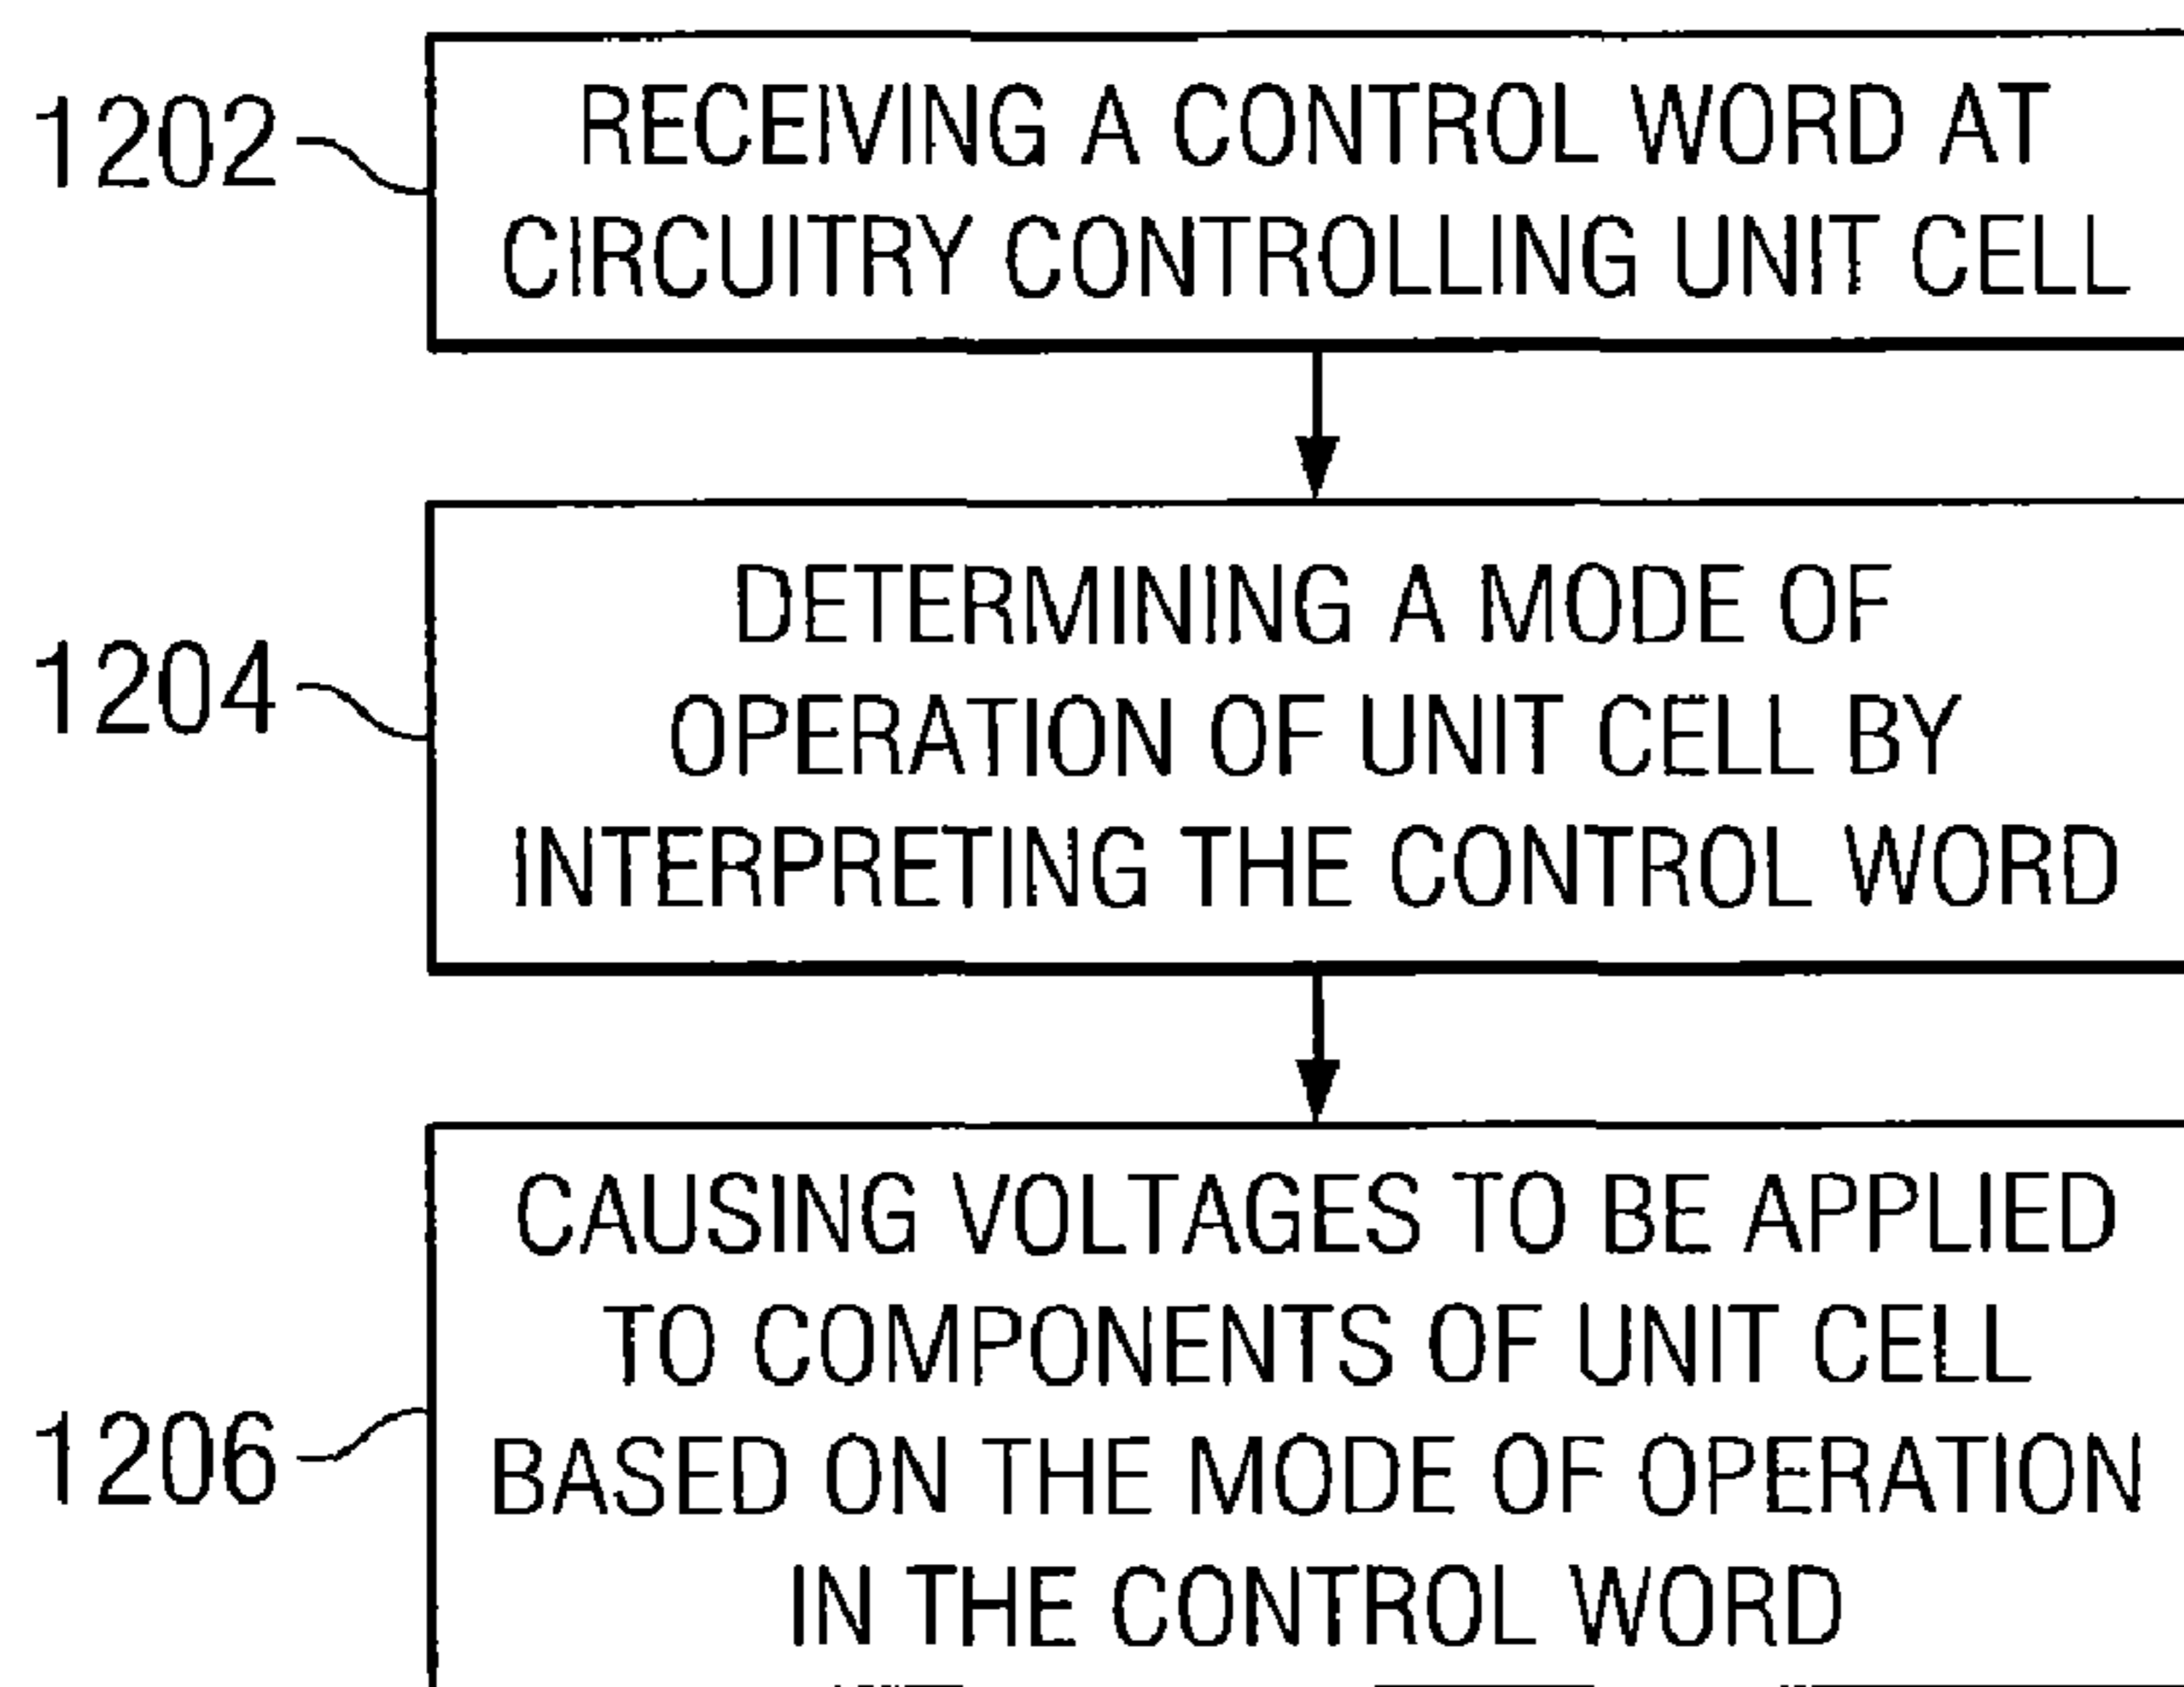 1202
RECEIVING A CONTROL WORD AT
CIRCUITRY CONTROLLING UNIT CELL
1204
DETERMINING A MODE OF
OPERATION OF UNIT CELL BY
INTERPRETING THE CONTROL WORD
1206
CAUSING VOLTAGES TO BE APPLIED
TO COMPONENTS OF UNIT CELL
BASED ON THE MODE OF OPERATION
IN THE CONTROL WORD